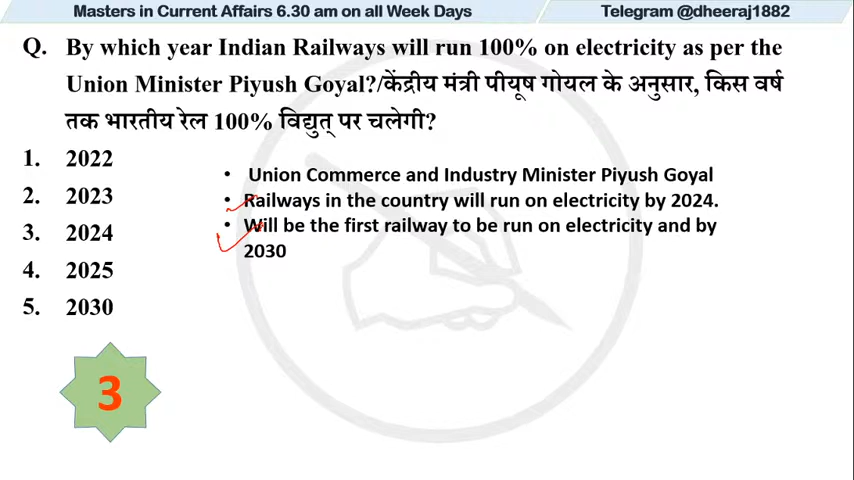 Masters in Current Affairs 6.30 am on all Week Days
Telegram @dheeraj1882
Q. By which year Indian Railways will run 100% on electricity as per the
Union Minister Piyush Goyal?/केंद्रीय मंत्री पीयूष गोयल के अनुसार, किस वर्ष
तक भारतीय रेल 100% विद्युत् पर चलेगी?
1. 2022
2. 2023
3. 2024
4. 2025
5. 2030
• Union Commerce and Industry Minister Piyush Goyal
• Railways in the country will run on electricity by 2024.
• Will be the first railway to be run on electricity and by
2030
3